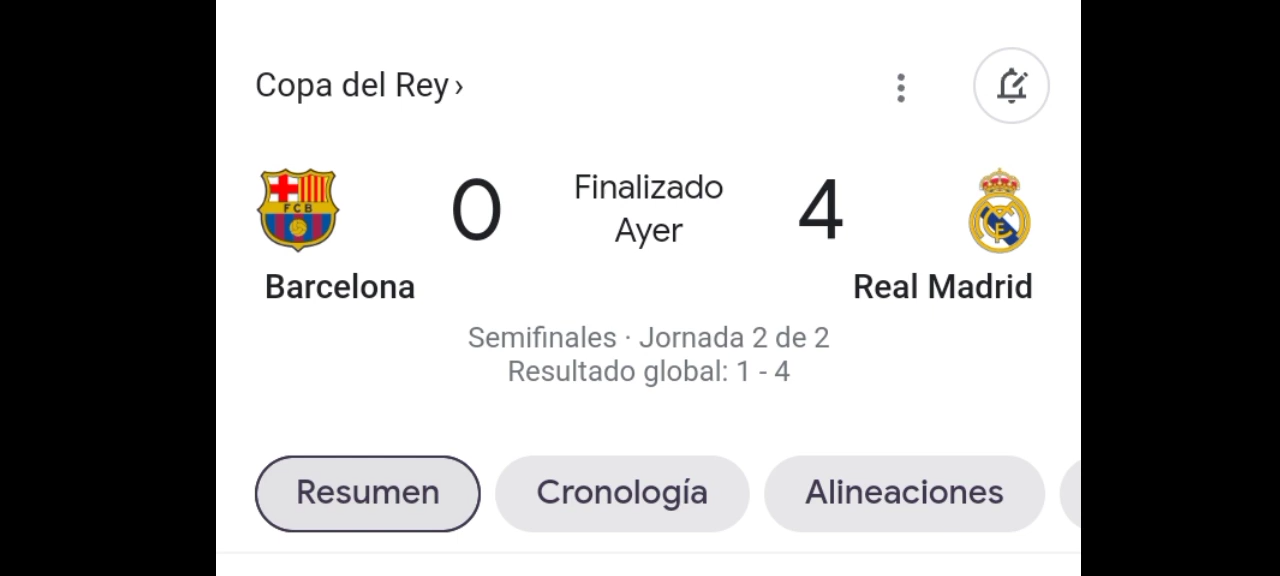 Copa del Rey ›
FCB
0
Finalizado
Ayer
4
Barcelona
Real Madrid
Semifinales · Jornada 2 de 2
Resultado global: 1 - 4
Resumen
Cronología
Alineaciones